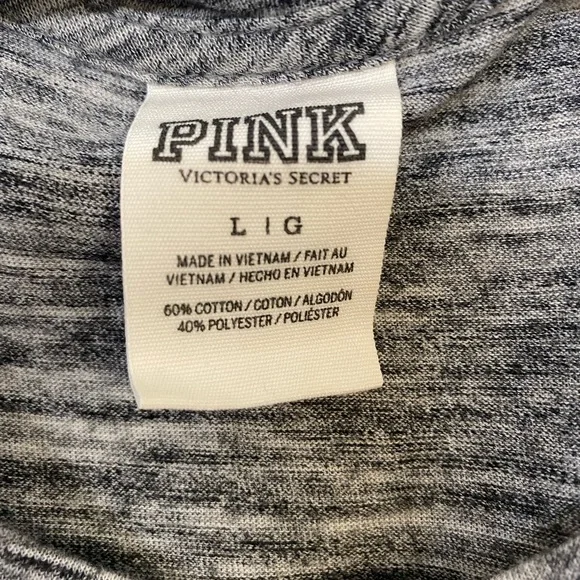 PINK
VICTORIA'S SECRET
L | G
MADE IN VIETNAM / FAIT AU
VIETNAM / HECHO EN VIETNAM
60% COTTON / COTON / ALGODÓN
40% POLYESTER / POLIÉSTER